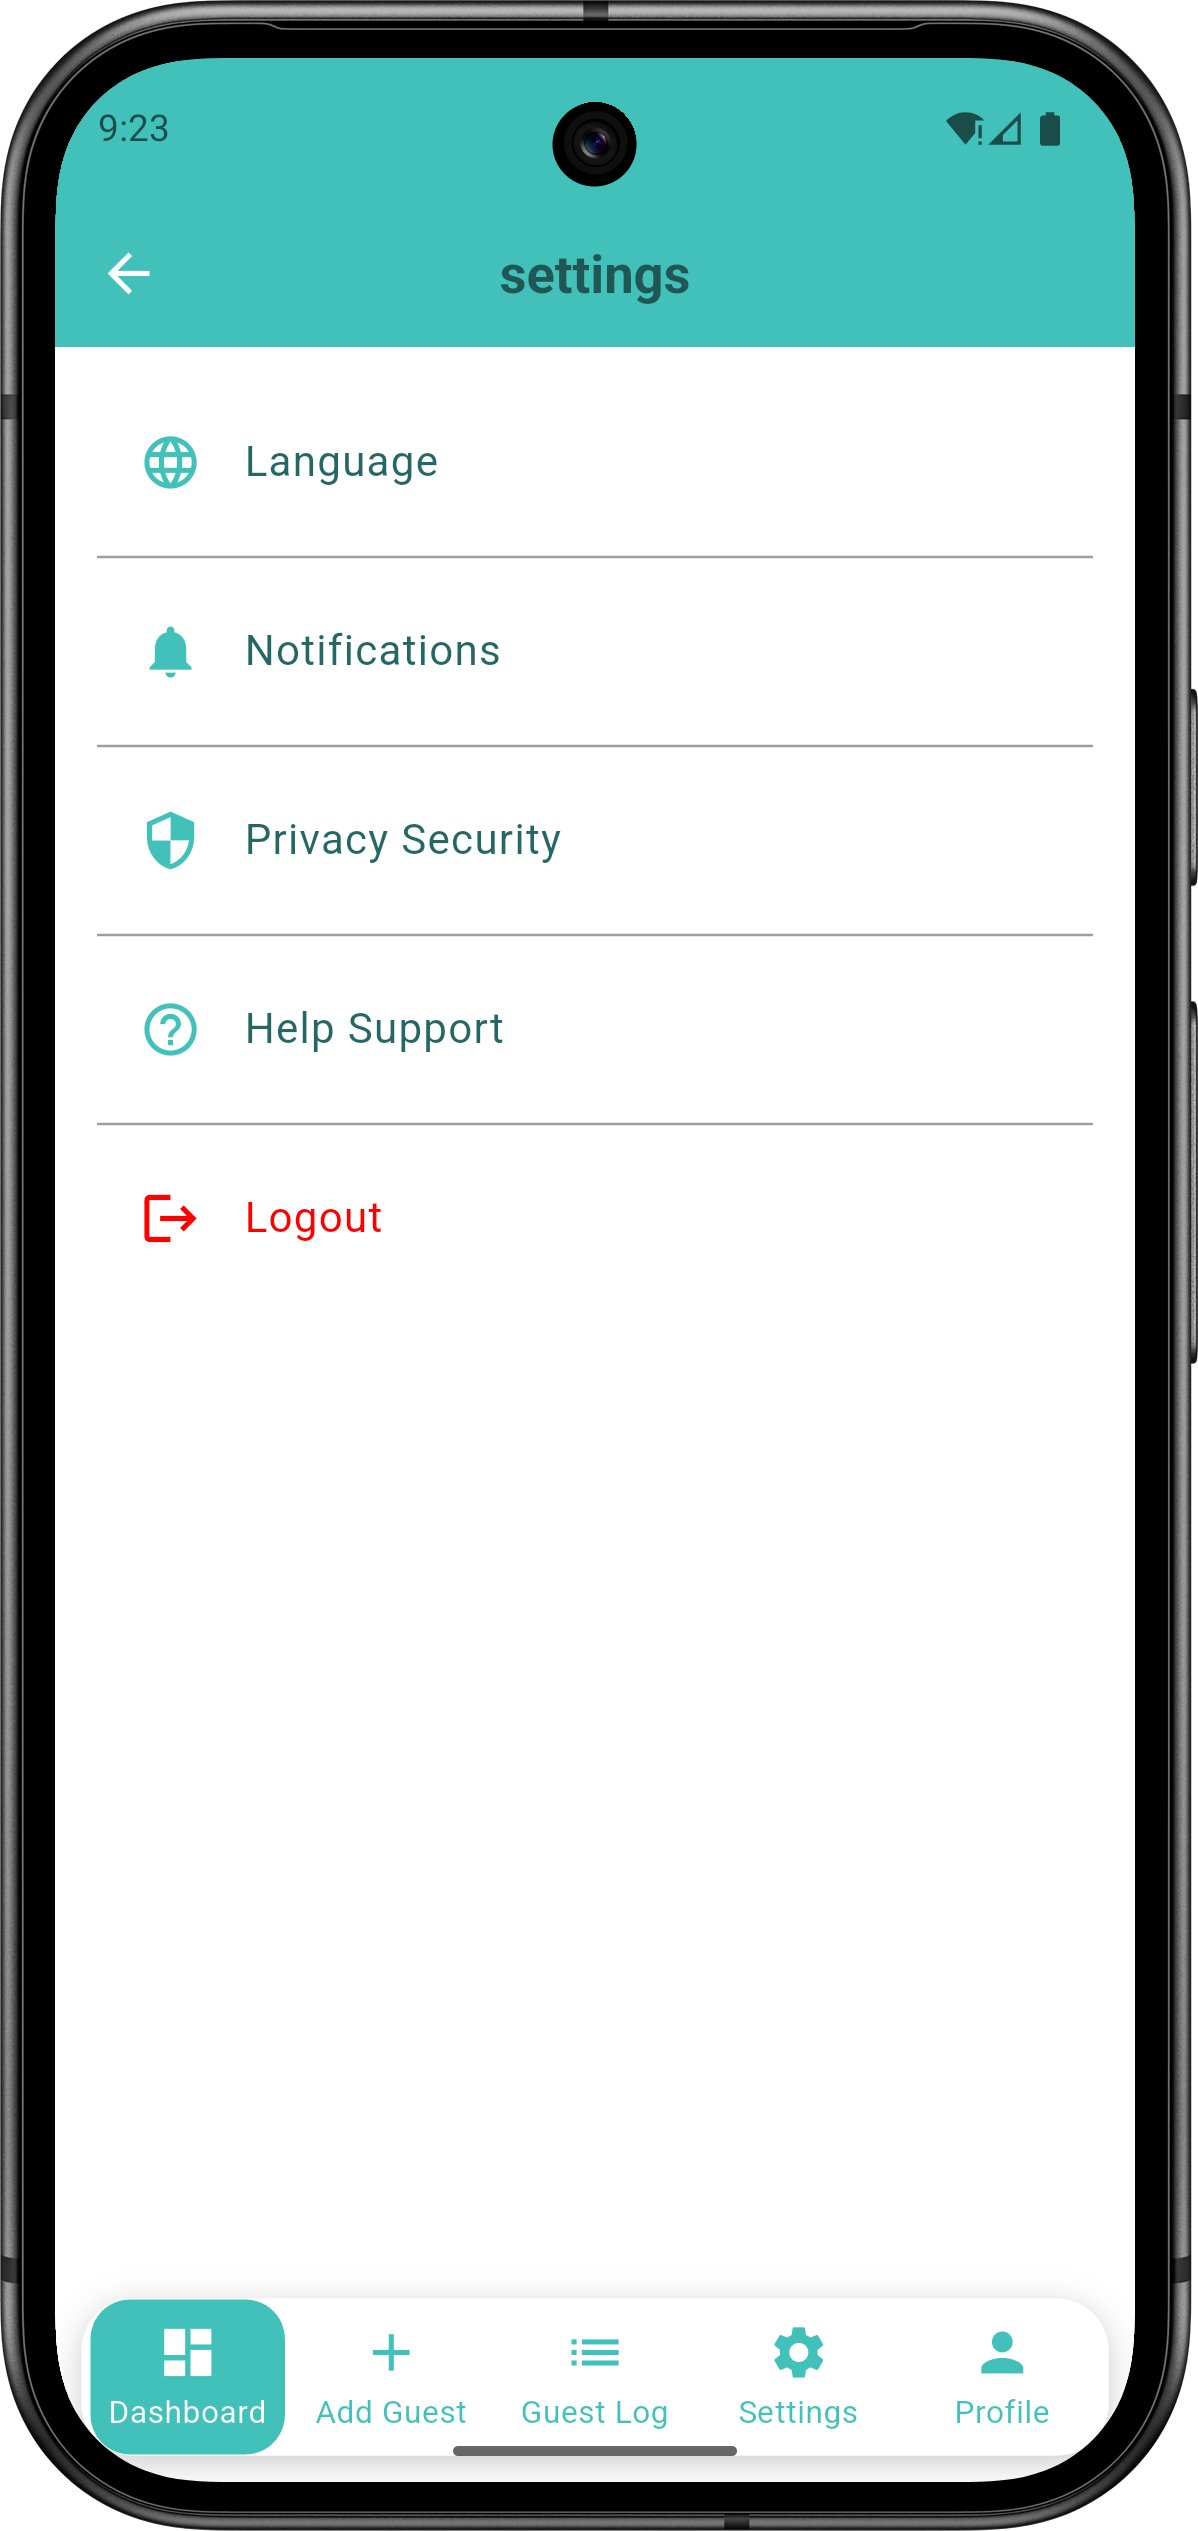 9:23
settings
Language
Notifications
Privacy Security
Help Support
Logout
Dashboard
Add Guest
Guest Log
Settings
Profile